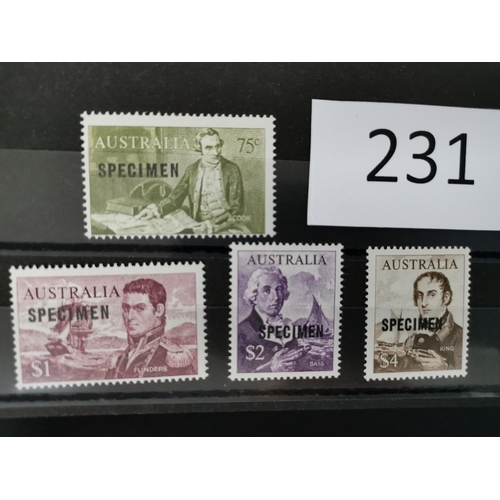 AUSTRALIA 75c
SPECIMEN
COOK
231
AUSTRALIA
SPECIMEN
$1 FLINDERS
AUSTRALIA
SPECIMEN
$2 BASS
AUSTRALIA
SPECIMEN
$4 KING